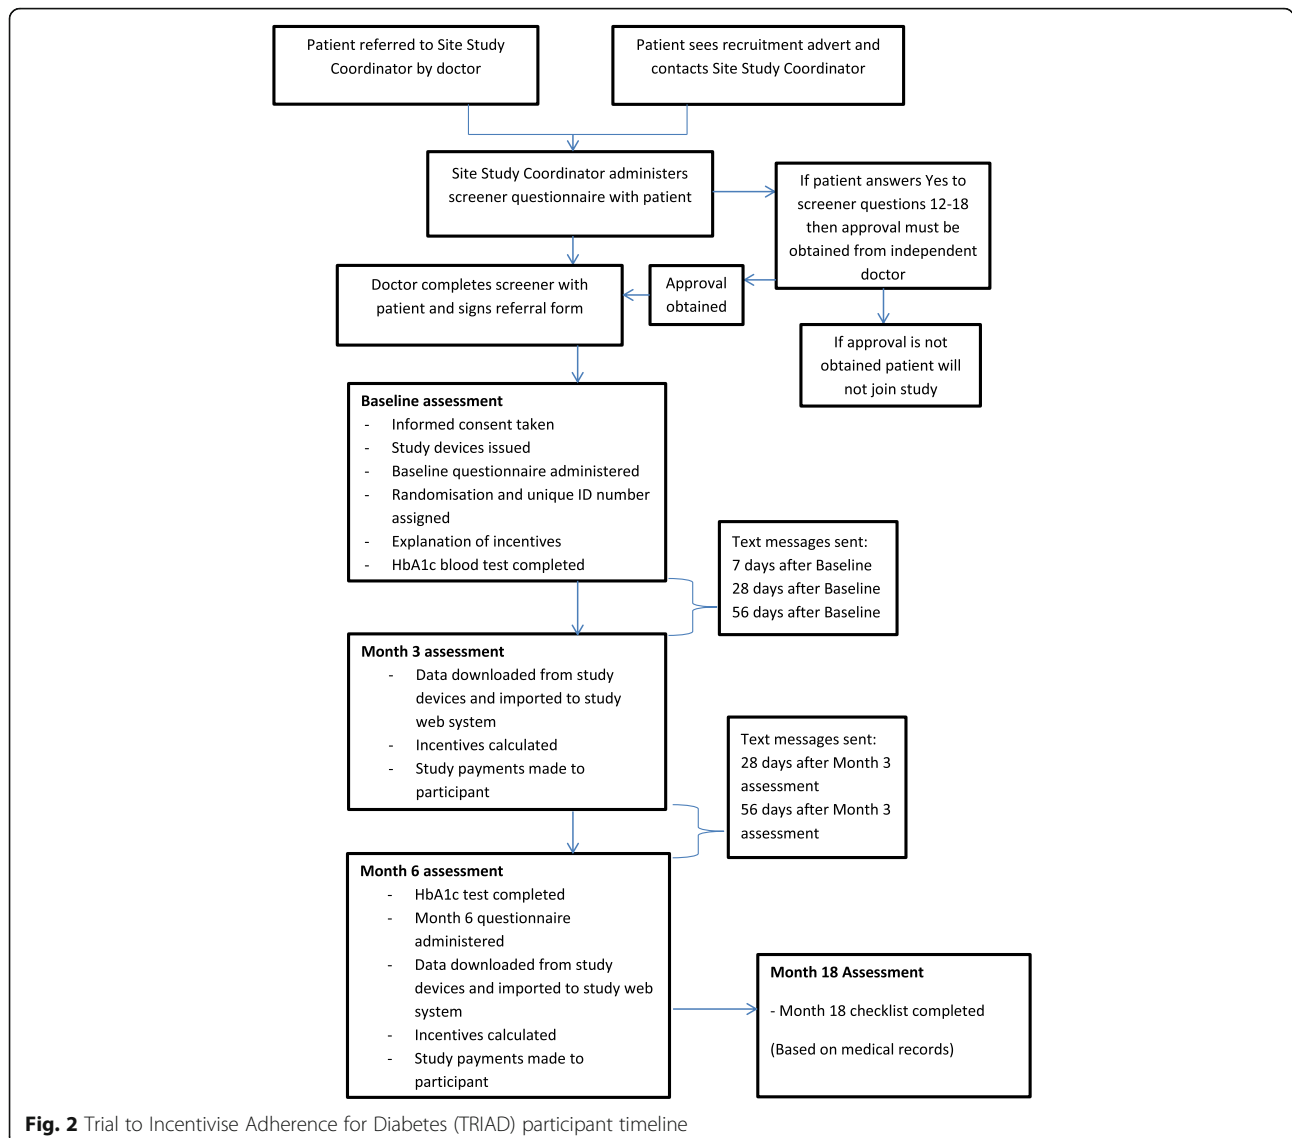 Patient referred to Site Study
Coordinator by doctor
Patient sees recruitment advert and
contacts Site Study Coordinator
Site Study Coordinator administers
screener questionnaire with patient
If patient answers Yes to
screener questions 12-18
then approval must be
obtained from independent
doctor
Doctor completes screener with
patient and signs referral form
Approval
obtained
If approval is not
obtained patient will
not join study
Baseline assessment
- Informed consent taken
- Study devices issued
- Baseline questionnaire administered
- Randomisation and unique ID number
assigned
- Explanation of incentives
- HbA1c blood test completed
Text messages sent:
7 days after Baseline
28 days after Baseline
56 days after Baseline
Month 3 assessment
- Data downloaded from study
devices and imported to study
web system
- Incentives calculated
- Study payments made to
participant
Text messages sent:
28 days after Month 3
assessment
56 days after Month 3
assessment
Month 6 assessment
- HbA1c test completed
- Month 6 questionnaire
administered
- Data downloaded from study
devices and imported to study web
system
- Incentives calculated
- Study payments made to
participant
Month 18 Assessment
- Month 18 checklist completed
(Based on medical records)
Fig. 2 Trial to Incentivise Adherence for Diabetes (TRIAD) participant timeline